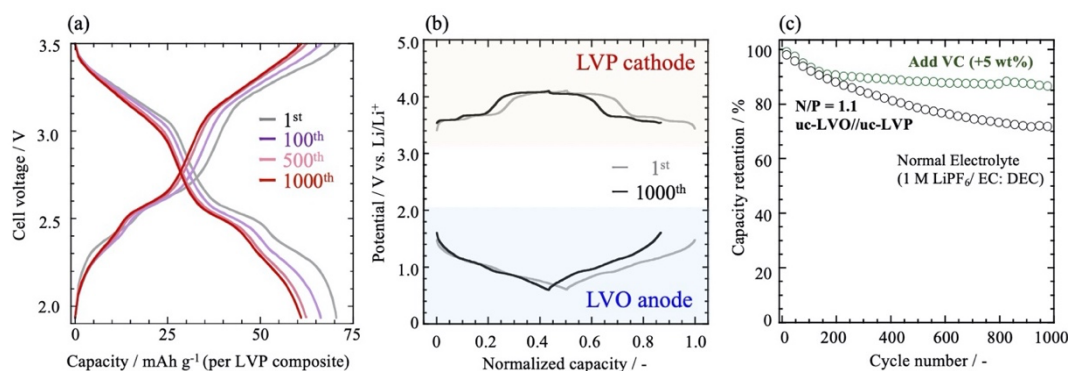 (a)
3.5
3.0
2.5
2.0
Cell voltage / V
1st
100th
500th
1000th
0
25
50
75
Capacity / mAh g⁻¹ (per LVP composite)
(b)
5.0
4.0
3.0
2.0
1.0
0
Potential / V vs. Li/Li⁺
LVP cathode
1st
1000th
LVO anode
0
0.2
0.4
0.6
0.8
1.0
Normalized capacity / -
(c)
100
80
60
40
20
0
Capacity retention / %
Add VC (+5 wt%)
N/P = 1.1
uc-LVO//uc-LVP
Normal Electrolyte
(1 M LiPF₆/ EC: DEC)
0
200
400
600
800
1000
Cycle number / -